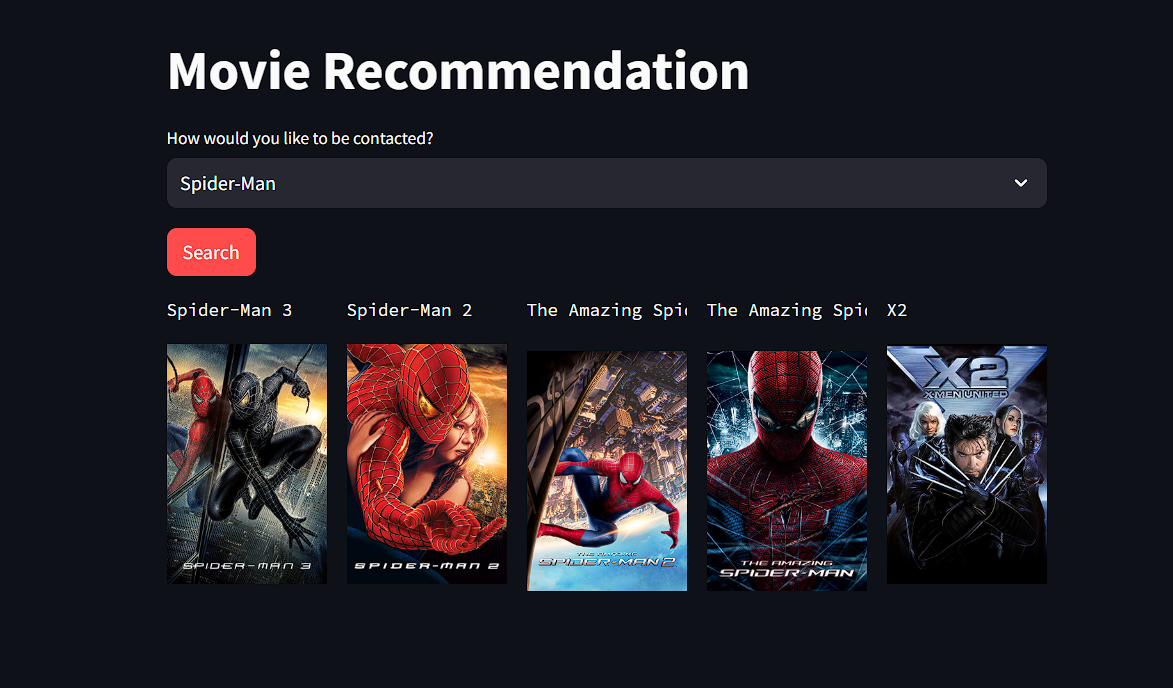 Movie Recommendation
How would you like to be contacted?
Spider-Man
Search
Spider-Man 3
Spider-Man 2
The Amazing Spid
The Amazing Spid
X2
SPIDER-MAN 3
SPIDER-MAN 2
THE AMAZING
SPIDER-MAN 2
THE AMAZING
SPIDER-MAN
X2
X-MEN UNITED